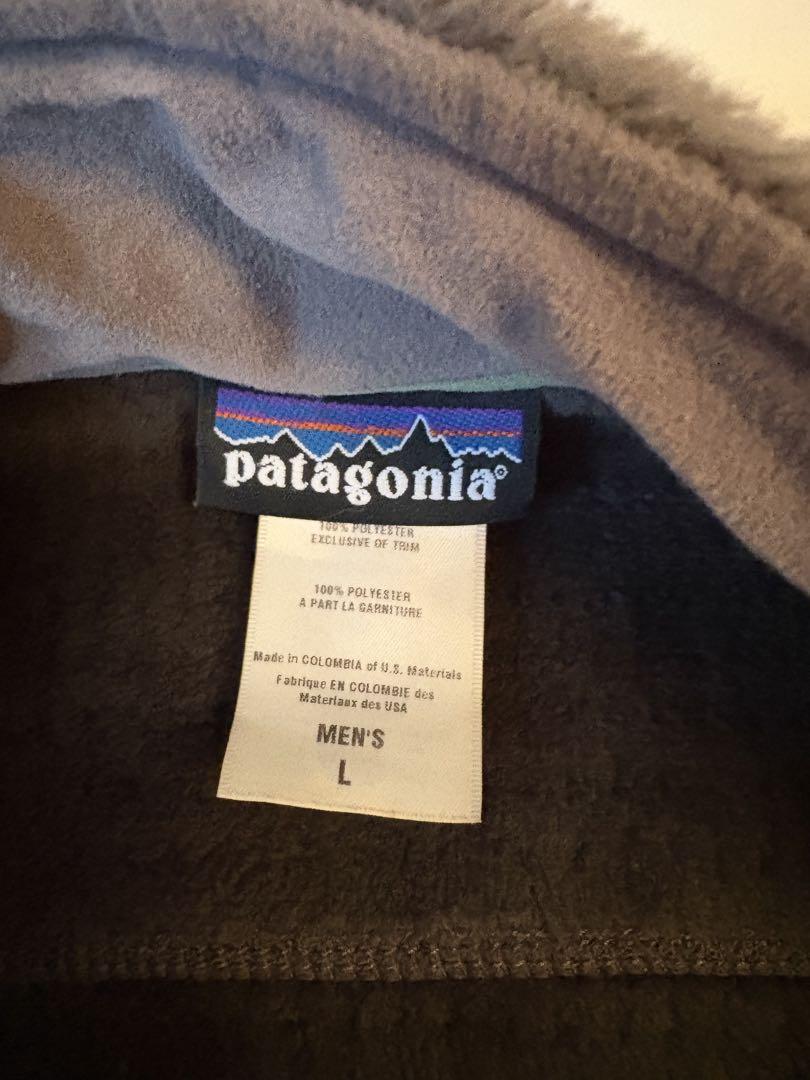 patagonia®
100% POLYESTER
EXCLUSIVE OF TRIM
100% POLYESTER
A PART LA GARNITURE
Made in COLOMBIA of U.S. Materials
Fabrique EN COLOMBIE des
Materiaux des USA
MEN'S
L